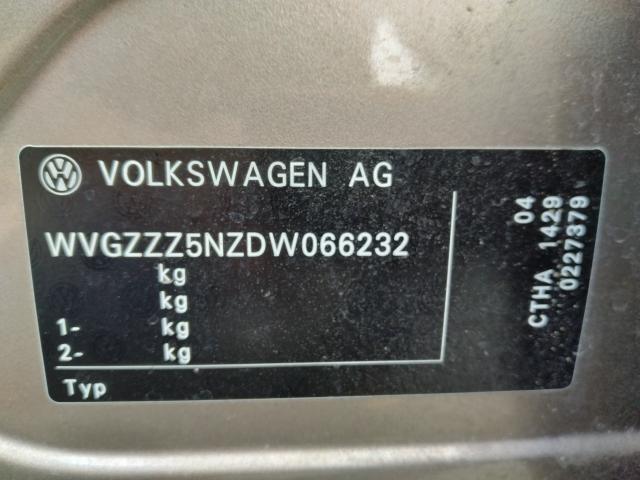 VOLKSWAGEN AG
WVGZZZ5NZDW066232
kg
kg
1- kg
2- kg
Typ
04
CTHA 1429
0227379